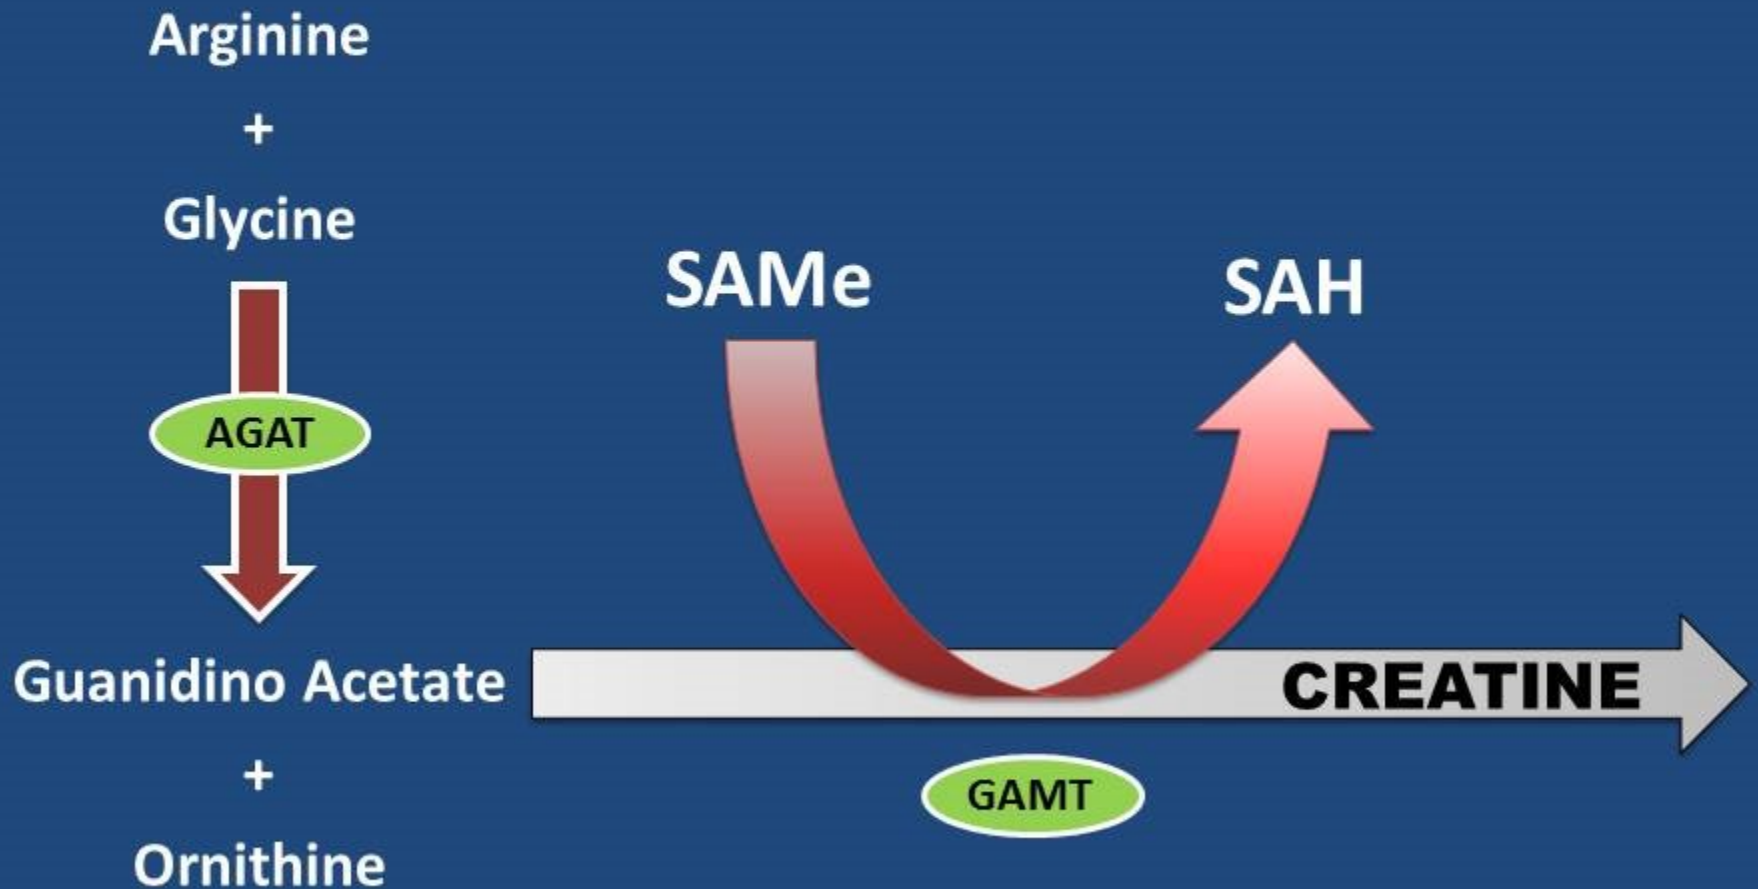 Arginine
+
Glycine
AGAT
Guanidino Acetate
+
Ornithine
SAMe
SAH
CREATINE
GAMT